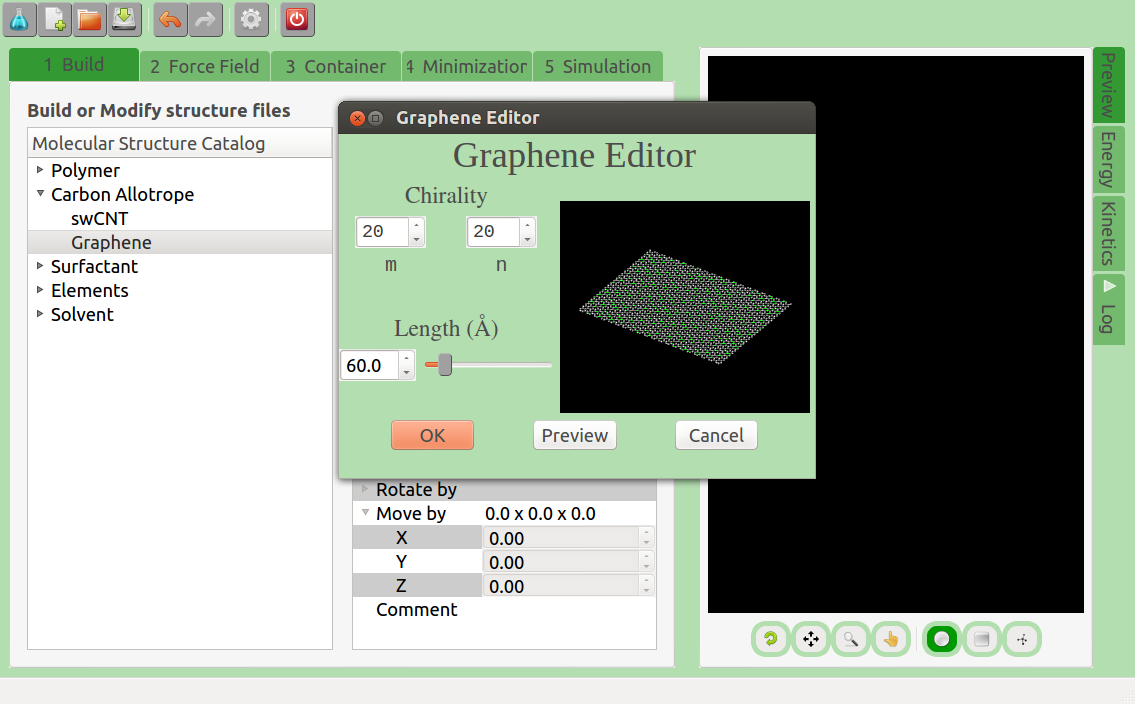 1 Build
2 Force Field
3 Container
4 Minimization
5 Simulation
Build or Modify structure files
Molecular Structure Catalog
Polymer
Carbon Allotrope
swCNT
Graphene
Surfactant
Elements
Solvent
Graphene Editor
Graphene Editor
Chirality
20
20
m
n
Length (Å)
60.0
OK
Preview
Cancel
Rotate by
Move by
0.0 x 0.0 x 0.0
X
0.00
Y
0.00
Z
0.00
Comment
Preview
Energy
Kinetics
Log